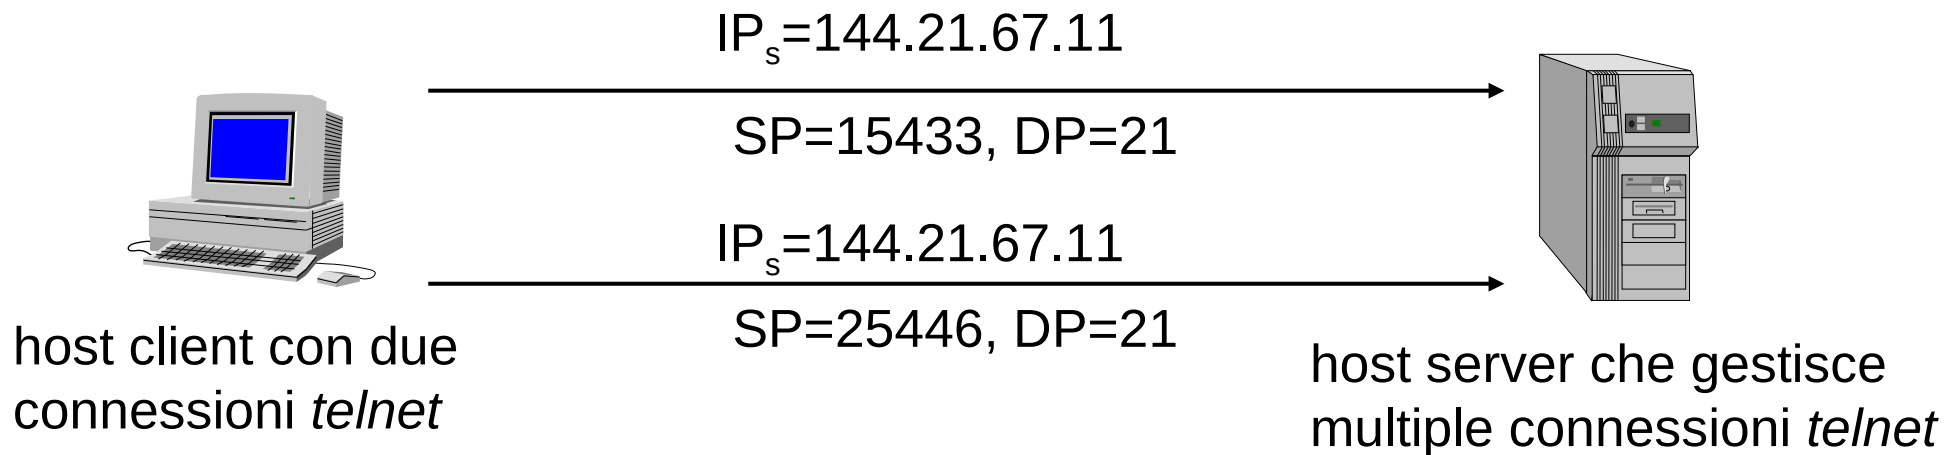 IPs=144.21.67.11
SP=15433, DP=21
IPs=144.21.67.11
SP=25446, DP=21
host client con due
connessioni telnet
host server che gestisce
multiple connessioni telnet